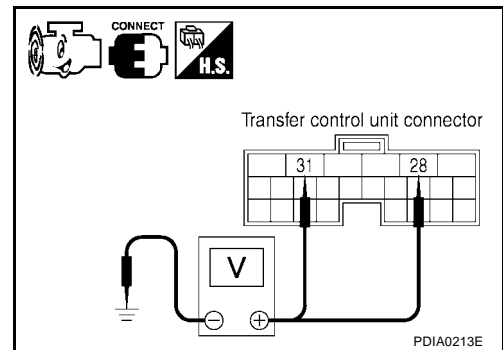 CONNECT
H.S.
Transfer control unit connector
31 28
V
⊖ ⊕
PDIA0213E